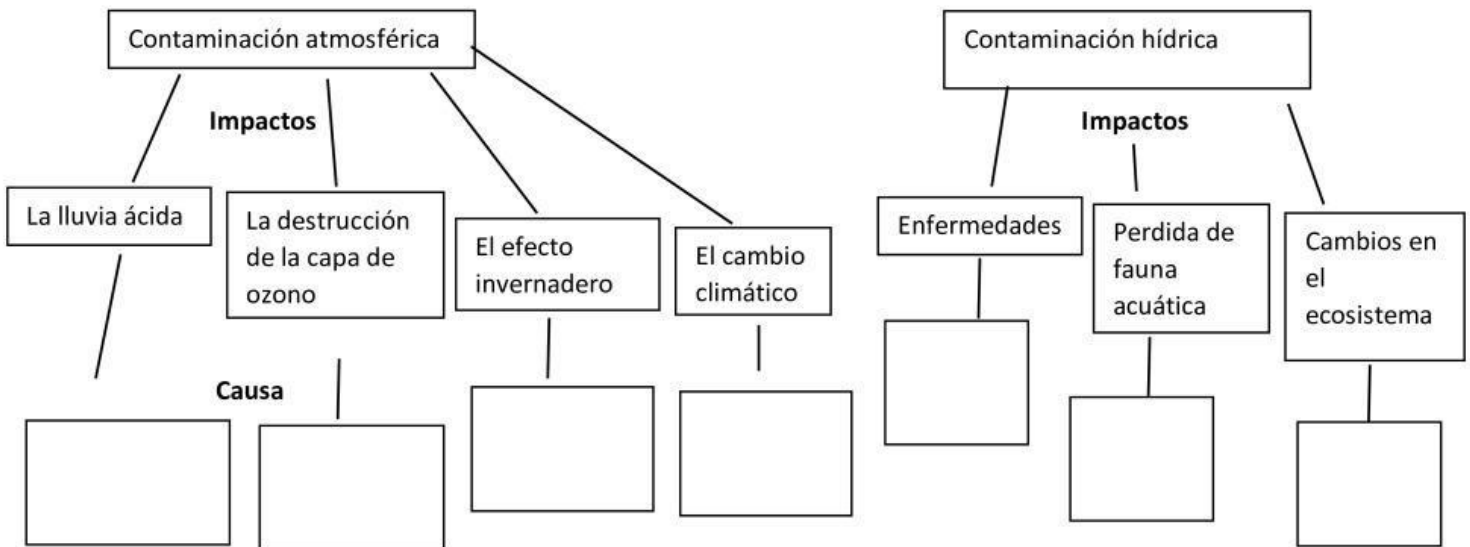 Contaminación atmosférica
Impactos
La lluvia ácida
La destrucción
de la capa de
ozono
El efecto
invernadero
El cambio
climático
Causa
Contaminación hídrica
Impactos
Enfermedades
Perdida de
fauna
acuática
Cambios en
el
ecosistema